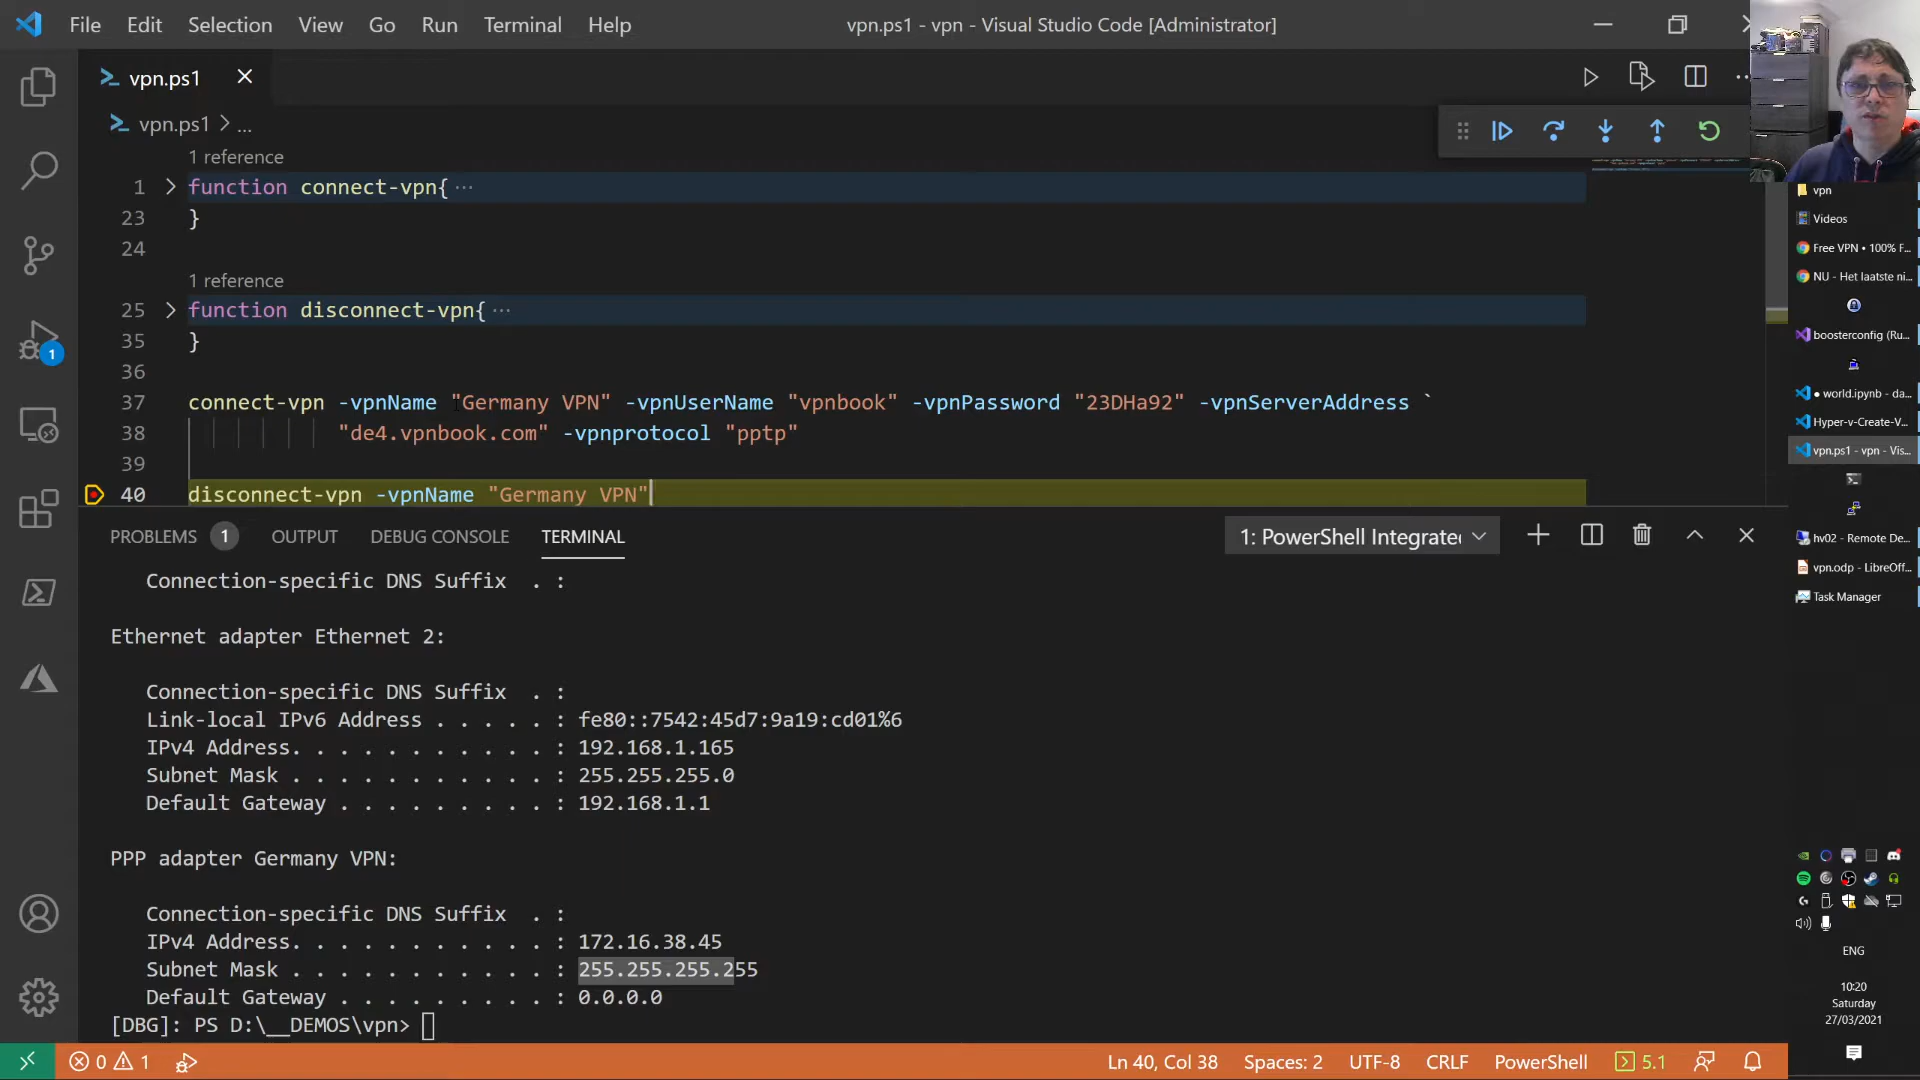 File Edit Selection View Go Run Terminal Help
vpn.ps1 - vpn - Visual Studio Code [Administrator]
vpn.ps1
vpn.ps1 > ...
1 reference
1 function connect-vpn{ ...
23 }
24
1 reference
25 function disconnect-vpn{ ...
35 }
36
37 connect-vpn -vpnName "Germany VPN" -vpnUserName "vpnbook" -vpnPassword "23DHa92" -vpnServerAddress `
38 "de4.vpnbook.com" -vpnprotocol "pptp"
39
40 disconnect-vpn -vpnName "Germany VPN"
PROBLEMS 1 OUTPUT DEBUG CONSOLE TERMINAL
1: PowerShell Integrate
Connection-specific DNS Suffix . :
Ethernet adapter Ethernet 2:
Connection-specific DNS Suffix . :
Link-local IPv6 Address . . . . . : fe80::7542:45d7:9a19:cd01%6
IPv4 Address. . . . . . . . . . . : 192.168.1.165
Subnet Mask . . . . . . . . . . . : 255.255.255.0
Default Gateway . . . . . . . . . : 192.168.1.1
PPP adapter Germany VPN:
Connection-specific DNS Suffix . :
IPv4 Address. . . . . . . . . . . : 172.16.38.45
Subnet Mask . . . . . . . . . . . : 255.255.255.255
Default Gateway . . . . . . . . . : 0.0.0.0
[DBG]: PS D:\__DEMOS\vpn>
1
0 1
Ln 40, Col 38 Spaces: 2 UTF-8 CRLF PowerShell 5.1
vpn
Videos
Free VPN • 100% F...
NU - Het laatste ni...
boosterconfig (Ru...
● world.ipynb - da...
Hyper-v-Create-V...
vpn.ps1 - vpn - Vis...
hv02 - Remote De...
vpn.odp - LibreOff...
Task Manager
ENG
10:20
Saturday
27/03/2021